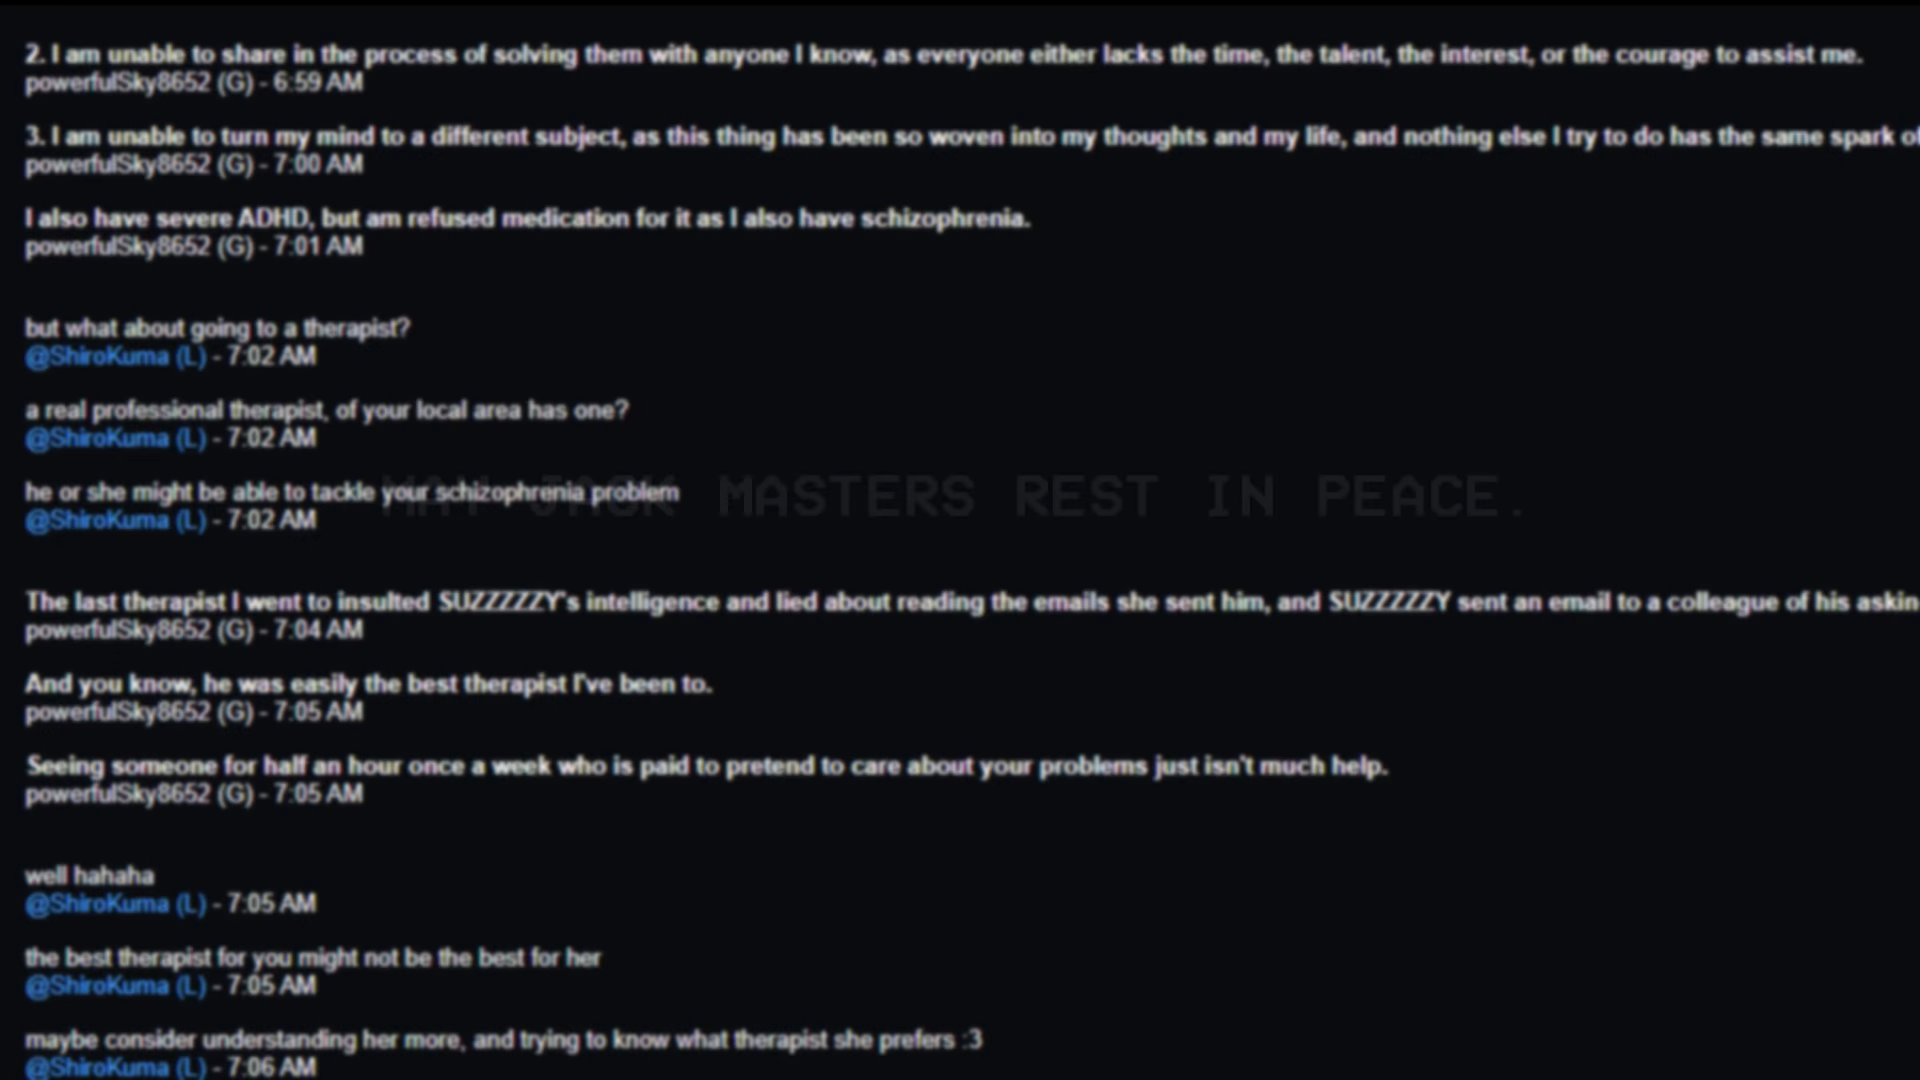 2. I am unable to share in the process of solving them with anyone I know, as everyone either lacks the time, the talent, the interest, or the courage to assist me.
powerfulSky8652 (G) - 6:59 AM
3. I am unable to turn my mind to a different subject, as this thing has been so woven into my thoughts and my life, and nothing else I try to do has the same spark of
powerfulSky8652 (G) - 7:00 AM
I also have severe ADHD, but am refused medication for it as I also have schizophrenia.
powerfulSky8652 (G) - 7:01 AM
but what about going to a therapist?
@ShiroKuma (L) - 7:02 AM
a real professional therapist, of your local area has one?
@ShiroKuma (L) - 7:02 AM
he or she might be able to tackle your schizophrenia problem
MAY JACK MASTERS REST IN PEACE.
@ShiroKuma (L) - 7:02 AM
The last therapist I went to insulted SUZZZZZY's intelligence and lied about reading the emails she sent him, and SUZZZZZY sent an email to a colleague of his askin
powerfulSky8652 (G) - 7:04 AM
And you know, he was easily the best therapist I've been to.
powerfulSky8652 (G) - 7:05 AM
Seeing someone for half an hour once a week who is paid to pretend to care about your problems just isn't much help.
powerfulSky8652 (G) - 7:05 AM
well hahaha
@ShiroKuma (L) - 7:05 AM
the best therapist for you might not be the best for her
@ShiroKuma (L) - 7:05 AM
maybe consider understanding her more, and trying to know what therapist she prefers :3
@ShiroKuma (L) - 7:06 AM